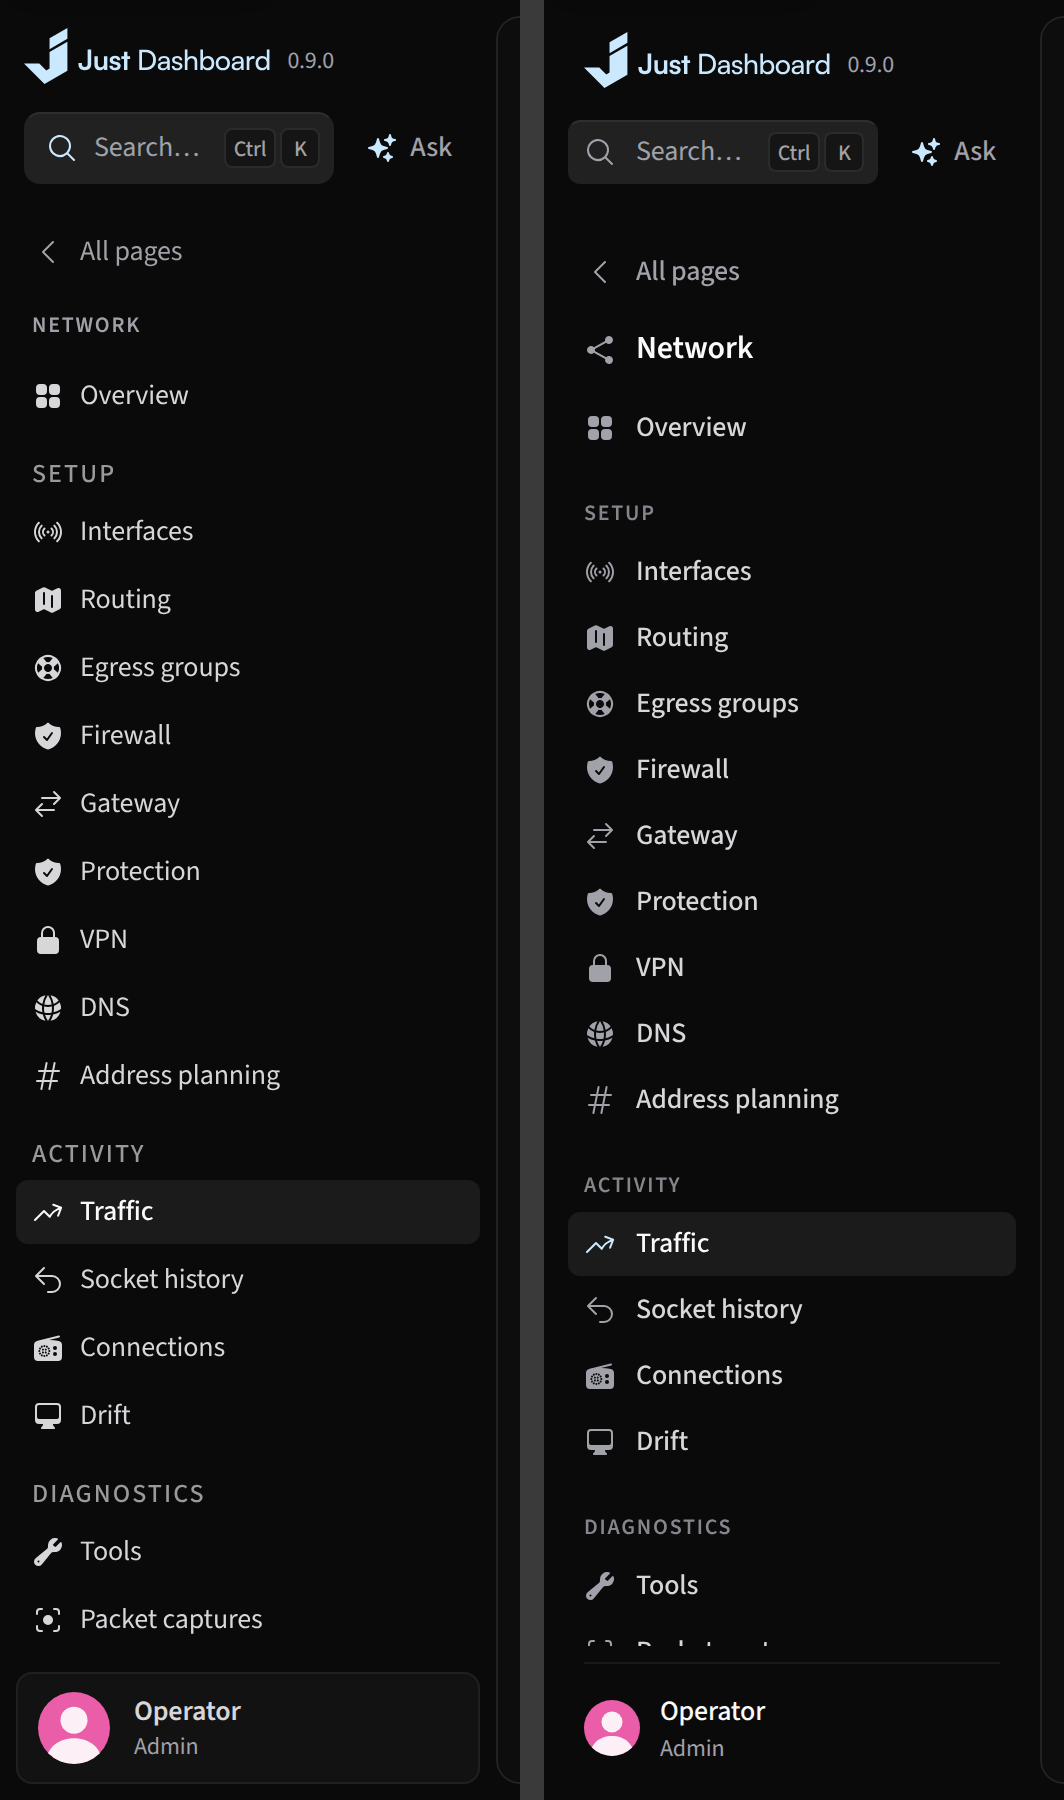 Just Dashboard 0.9.0
Search... Ctrl K Ask
All pages
NETWORK
Overview
SETUP
Interfaces
Routing
Egress groups
Firewall
Gateway
Protection
VPN
DNS
Address planning
ACTIVITY
Traffic
Socket history
Connections
Drift
DIAGNOSTICS
Tools
Packet captures
Operator
Admin
Just Dashboard 0.9.0
Search... Ctrl K Ask
All pages
Network
Overview
SETUP
Interfaces
Routing
Egress groups
Firewall
Gateway
Protection
VPN
DNS
Address planning
ACTIVITY
Traffic
Socket history
Connections
Drift
DIAGNOSTICS
Tools
Operator
Admin